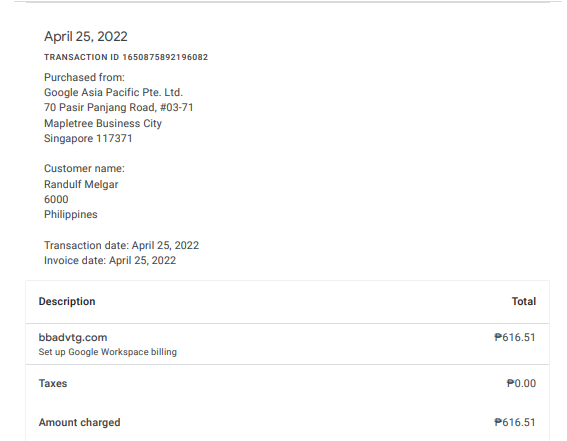 April 25, 2022
TRANSACTION ID 1650875892196082
Purchased from:
Google Asia Pacific Pte. Ltd.
70 Pasir Panjang Road, #03-71
Mapletree Business City
Singapore 117371
Customer name:
Randulf Melgar
6000
Philippines
Transaction date: April 25, 2022
Invoice date: April 25, 2022
Description Total
bbadvtg.com ₱616.51
Set up Google Workspace billing
Taxes ₱0.00
Amount charged ₱616.51